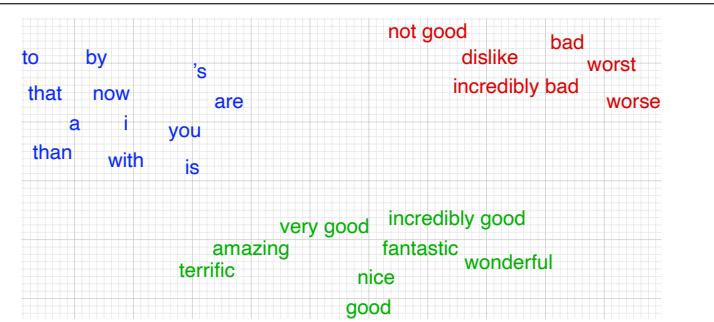 not good
bad
to by dislike
's worst
that now incredibly bad
are worse
a i you
than with is
very good incredibly good
amazing fantastic
terrific wonderful
nice
good